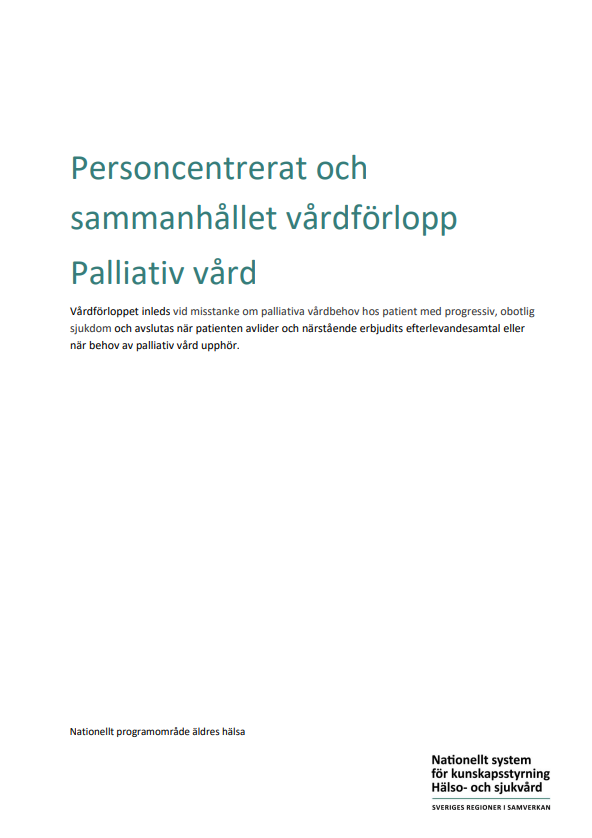 Personcentrerat och
sammanhållet vårdförlopp
Palliativ vård
Vårdförloppet inleds vid misstanke om palliativa vårdbehov hos patient med progressiv, obotlig
sjukdom och avslutas när patienten avlider och närstående erbjudits efterlevandesamtal eller
när behov av palliativ vård upphör.
Nationellt programområde äldres hälsa
Nationellt system
för kunskapsstyrning
Hälso- och sjukvård
SVERIGES REGIONER I SAMVERKAN